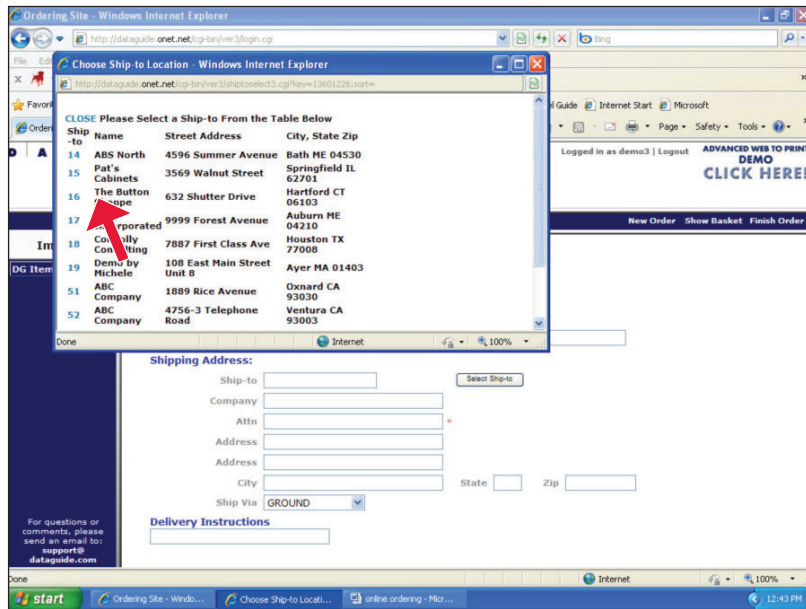 Ordering Site - Windows Internet Explorer
http://dataguide.onet.net/cgi-bin/ver3/login.cgi
Bing
File
Choose Ship-to Location - Windows Internet Explorer
http://dataguide.onet.net/cgi-bin/ver3/shiptoselect3.cgi?key=13601226;sort=
Internet Start Microsoft
Page Safety Tools
CLOSE Please Select a Ship-to From the Table Below
Ship-to Name Street Address City, State Zip
14 ABS North 4596 Summer Avenue Bath ME 04530
15 Pat's Cabinets 3569 Walnut Street Springfield IL 62701
16 The Button 632 Shutter Drive Hartford CT 06103
17 9999 Forest Avenue Auburn ME 04210
18 7887 First Class Ave Houston TX 77008
19 Demo by Michele 108 East Main Street Unit 8 Ayer MA 01403
51 ABC Company 1889 Rice Avenue Oxnard CA 93030
52 ABC Company 4756-3 Telephone Road Ventura CA 93003
Done Internet 100%
Logged in as demo3 | Logout
ADVANCED WEB TO PRINT
DEMO
CLICK HERE!
New Order Show Basket Finish Order
DG Item
Shipping Address:
Ship-to
Select Ship-to
Company
Attn *
Address
Address
City State Zip
Ship Via GROUND
Delivery Instructions
For questions or
comments, please
send an email to:
support@
dataguide.com
Done Internet 100%
start Ordering Site - Windo... Choose Ship-to Locati... online ordering - Micr... 12:43 PM